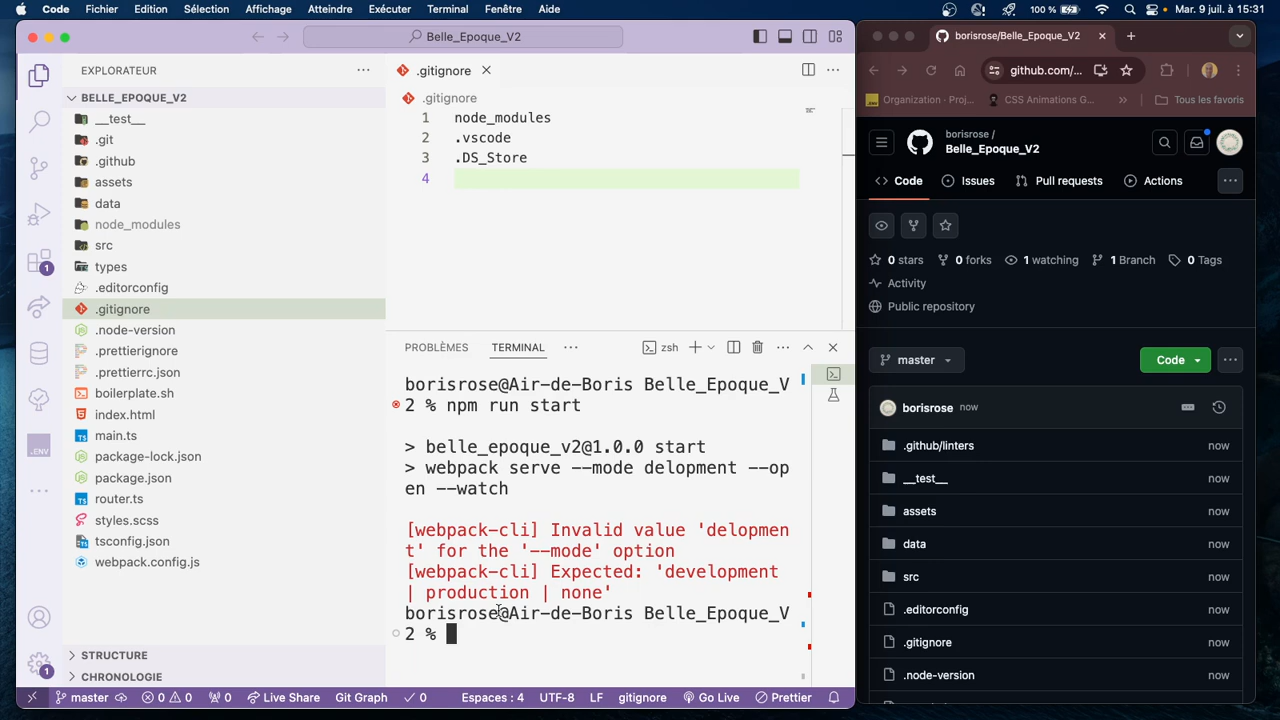 Code Fichier Edition Sélection Affichage Atteindre Exécuter Terminal Fenêtre Aide 100 % Mar. 9 juil. à 15:31
Belle_Epoque_V2
EXPLORATEUR
BELLE_EPOQUE_V2
__test__
.git
.github
assets
data
node_modules
src
types
.editorconfig
.gitignore
.node-version
.prettierignore
.prettierrc.json
boilerplate.sh
index.html
main.ts
package-lock.json
package.json
router.ts
styles.scss
tsconfig.json
webpack.config.js
STRUCTURE
CHRONOLOGIE
1
.ENV
1
.gitignore
.gitignore
1 node_modules
2 .vscode
3 .DS_Store
4
PROBLÈMES TERMINAL zsh
borisrose@Air-de-Boris Belle_Epoque_V
2 % npm run start
> belle_epoque_v2@1.0.0 start
> webpack serve --mode delopment --op
en --watch
[webpack-cli] Invalid value 'delopmen
t' for the '--mode' option
[webpack-cli] Expected: 'development
| production | none'
borisrose@Air-de-Boris Belle_Epoque_V
2 %
master 0 0 0 Live Share Git Graph 0 Espaces : 4 UTF-8 LF gitignore Go Live Prettier
borisrose/Belle_Epoque_V2
github.com/...
Organization · Proj... CSS Animations G... » Tous les favoris
borisrose /
Belle_Epoque_V2
Code Issues Pull requests Actions
0 stars 0 forks 1 watching 1 Branch 0 Tags
Activity
Public repository
master Code
borisrose now
.github/linters now
__test__ now
assets now
data now
src now
.editorconfig now
.gitignore now
.node-version now